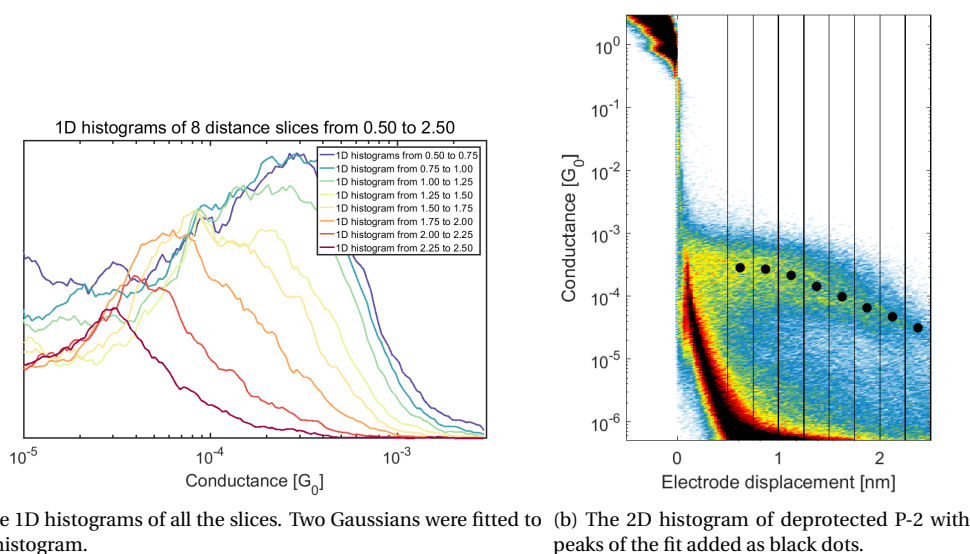 1D histograms of 8 distance slices from 0.50 to 2.50
1D histograms from 0.50 to 0.75
1D histogram from 0.75 to 1.00
1D histogram from 1.00 to 1.25
1D histogram from 1.25 to 1.50
1D histogram from 1.50 to 1.75
1D histogram from 1.75 to 2.00
1D histogram from 2.00 to 2.25
1D histogram from 2.25 to 2.50
10^-5 10^-4 10^-3
Conductance [G_0]
Conductance [G_0]
10^0
10^-1
10^-2
10^-3
10^-4
10^-5
10^-6
0 1 2
Electrode displacement [nm]
e 1D histograms of all the slices. Two Gaussians were fitted to
histogram.
(b) The 2D histogram of deprotected P-2 with
peaks of the fit added as black dots.